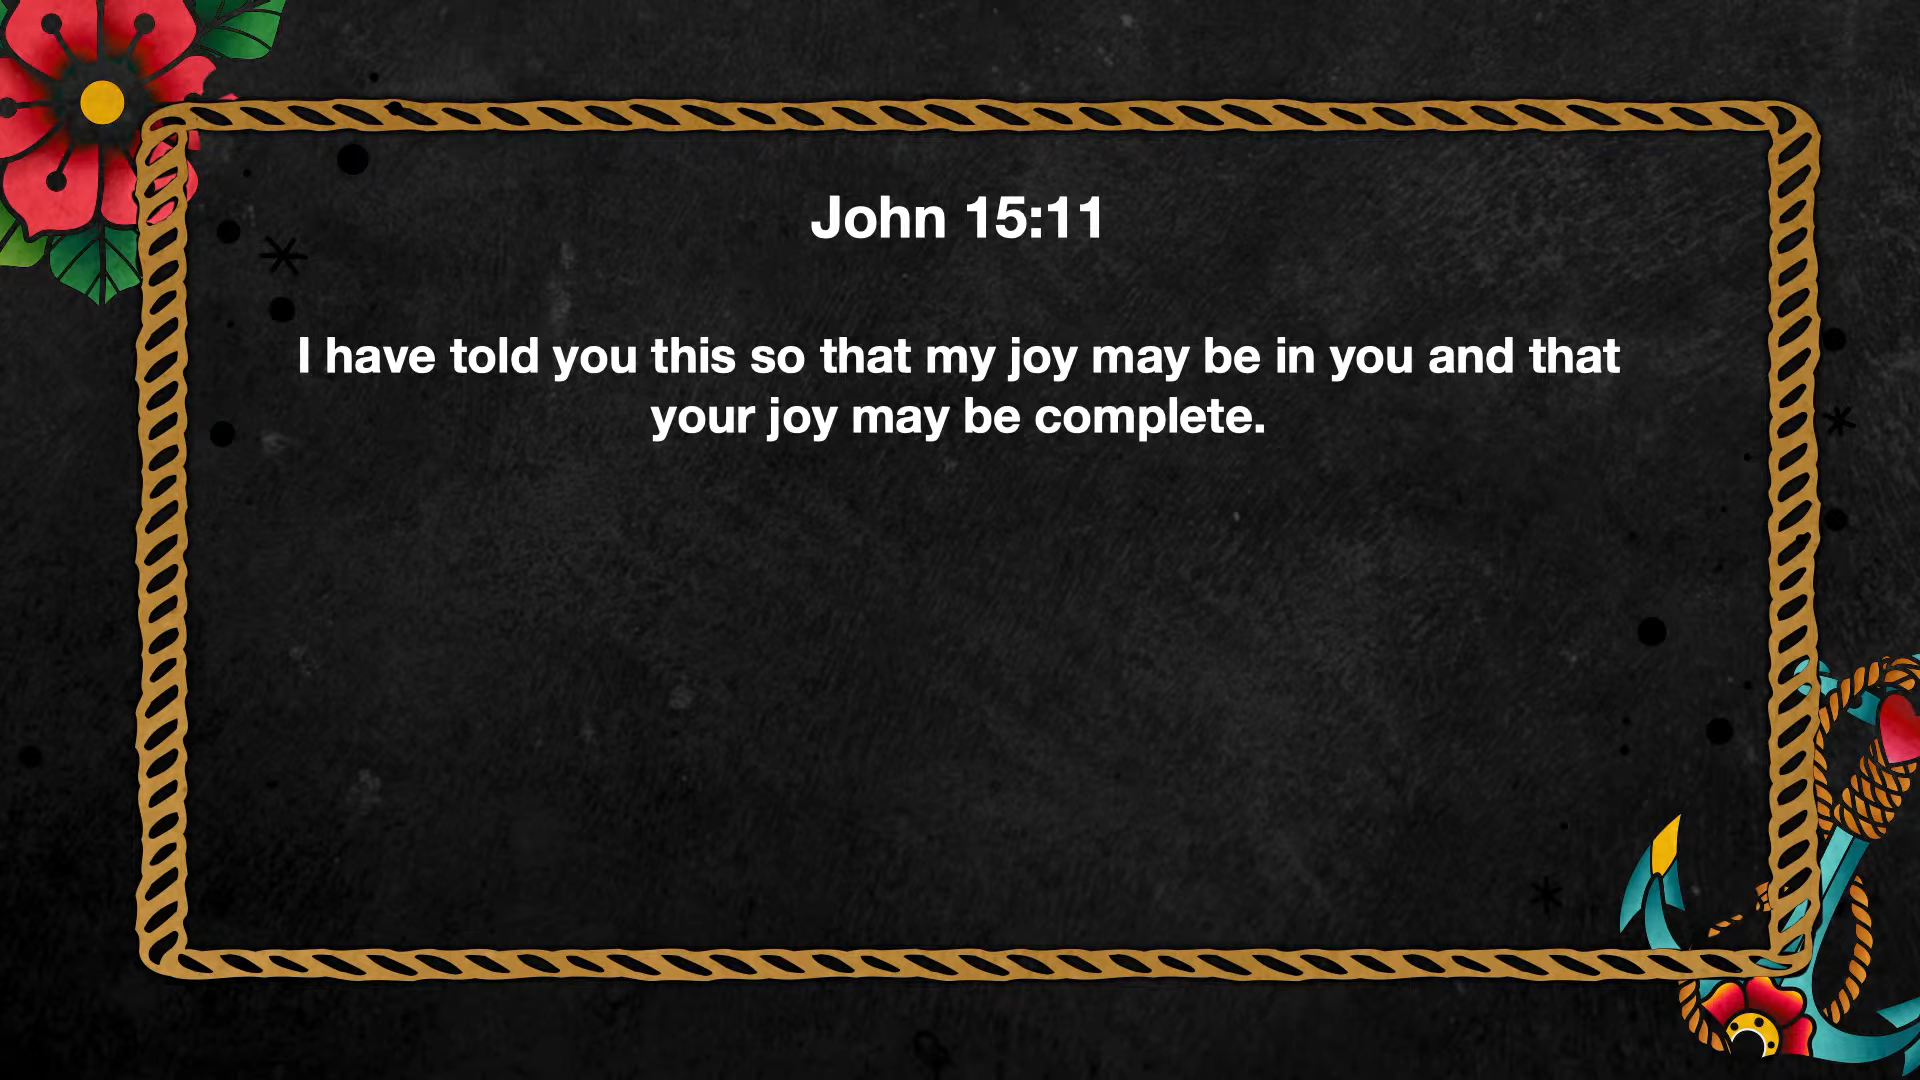 John 15:11
I have told you this so that my joy may be in you and that
your joy may be complete.